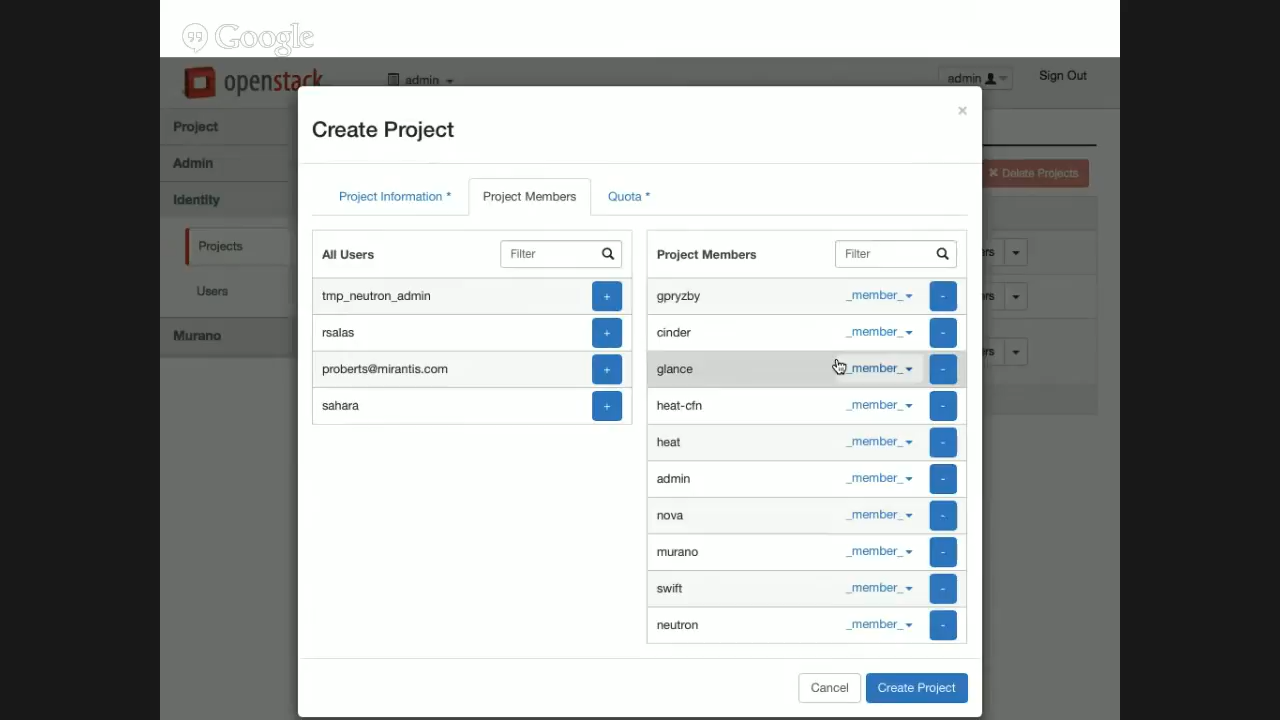 Google
openstack
admin
admin
Sign Out
Project
Admin
Identity
Projects
Users
Murano
Delete Projects
Create Project
Project Information *
Project Members
Quota *
All Users
Filter
tmp_neutron_admin
+
rsalas
+
proberts@mirantis.com
+
sahara
+
Project Members
Filter
gpryzby _member_ -
cinder _member_ -
glance _member_ -
heat-cfn _member_ -
heat _member_ -
admin _member_ -
nova _member_ -
murano _member_ -
swift _member_ -
neutron _member_ -
Cancel
Create Project